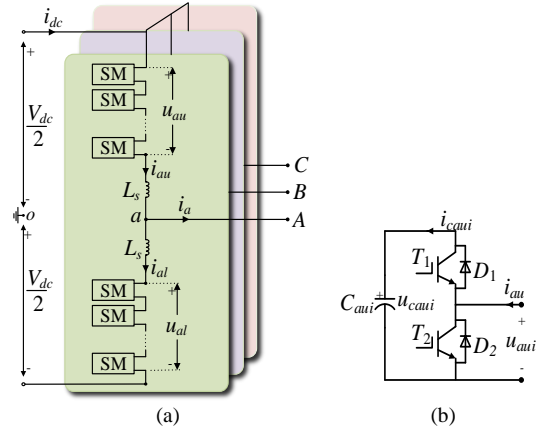 i_dc
+
V_dc
2
-
o
+
V_dc
2
-
SM
SM
SM
+
u_au
-
i_au
L_s
a
i_a
L_s
i_al
SM
SM
SM
+
u_al
-
C
B
A
(a)
i_caui
T_1
D_1
i_au
C_aui
+
u_caui
T_2
D_2
+
u_aui
-
(b)